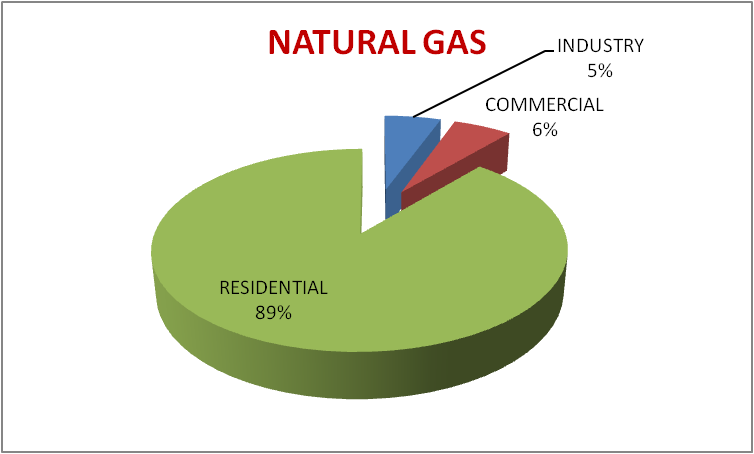 NATURAL GAS
INDUSTRY
5%
COMMERCIAL
6%
RESIDENTIAL
89%